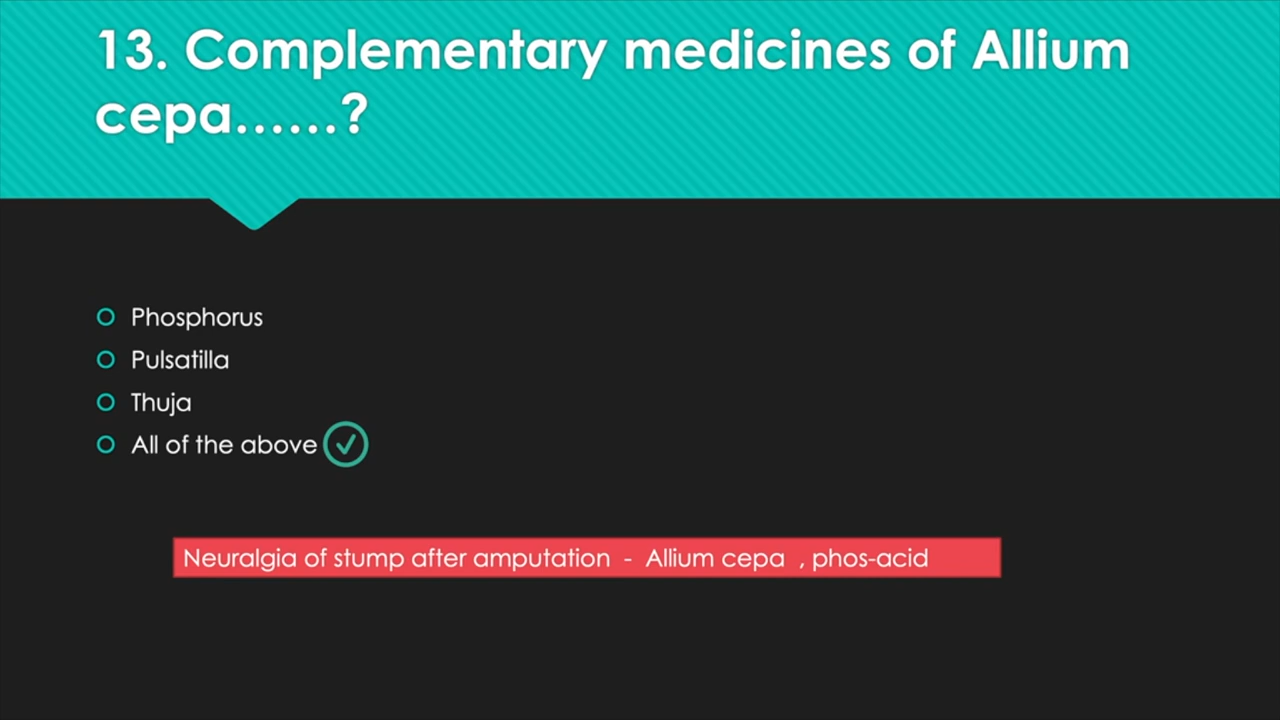 13. Complementary medicines of Allium
cepa......?
Phosphorus
Pulsatilla
Thuja
All of the above
Neuralgia of stump after amputation - Allium cepa , phos-acid